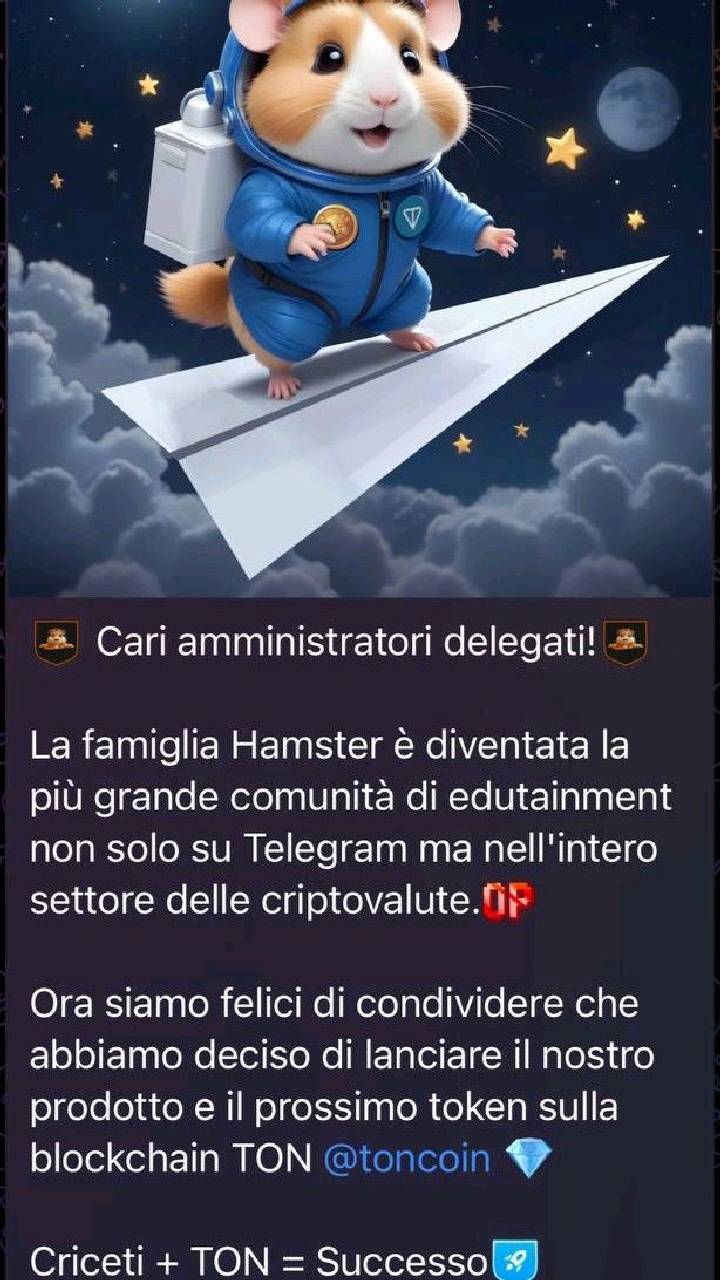 Cari amministratori delegati!
La famiglia Hamster è diventata la
più grande comunità di edutainment
non solo su Telegram ma nell'intero
settore delle criptovalute.UP
Ora siamo felici di condividere che
abbiamo deciso di lanciare il nostro
prodotto e il prossimo token sulla
blockchain TON @toncoin 💎
Criceti + TON = Successo